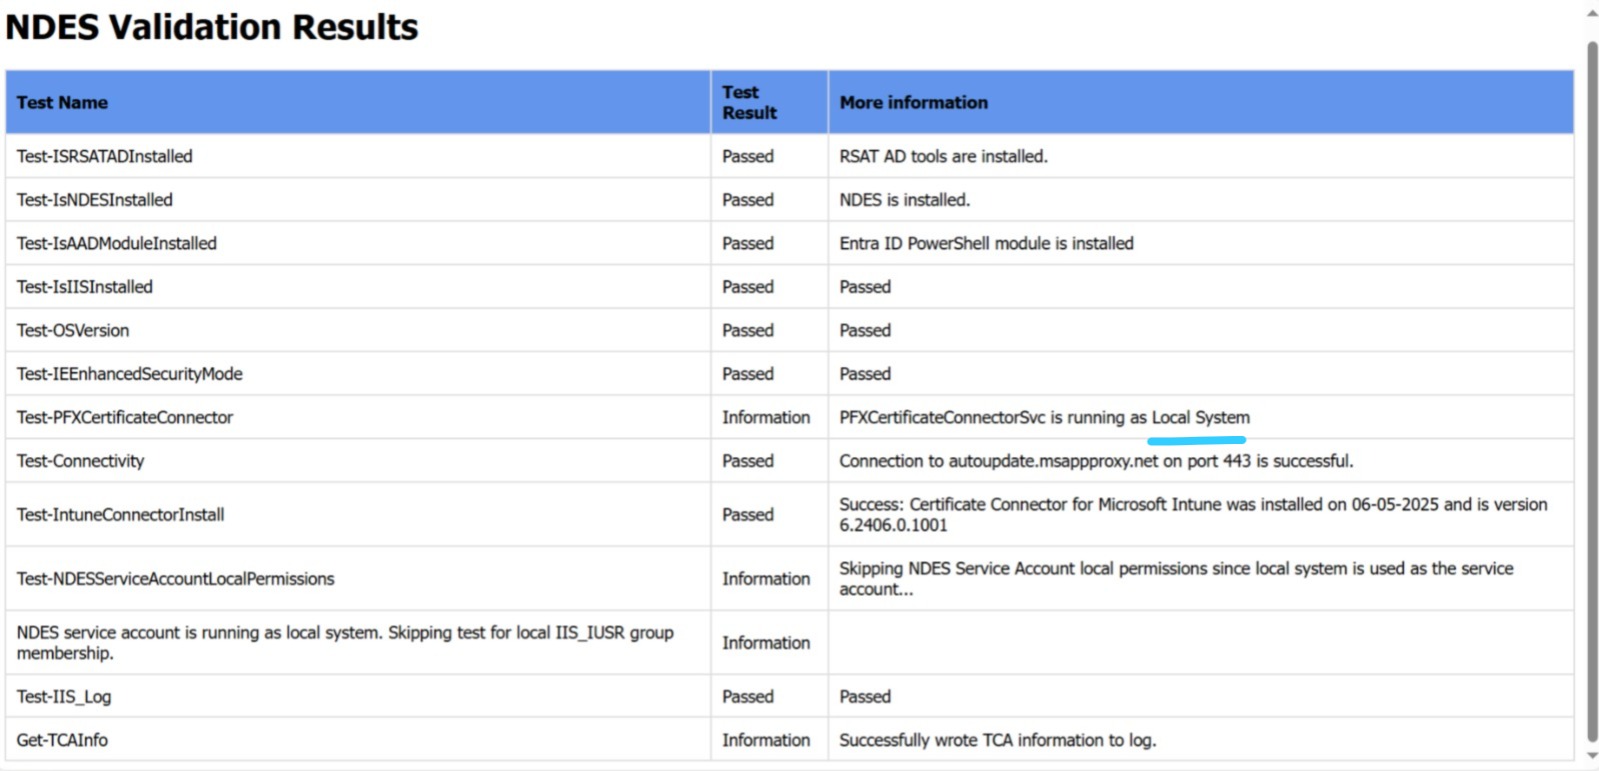 NDES Validation Results
Test Name
Test
Result
More information
Test-ISRSATADInstalled
Passed
RSAT AD tools are installed.
Test-IsNDESInstalled
Passed
NDES is installed.
Test-IsAADModuleInstalled
Passed
Entra ID PowerShell module is installed
Test-IsIISInstalled
Passed
Passed
Test-OSVersion
Passed
Passed
Test-IEEnhancedSecurityMode
Passed
Passed
Test-PFXCertificateConnector
Information
PFXCertificateConnectorSvc is running as Local System
Test-Connectivity
Passed
Connection to autoupdate.msappproxy.net on port 443 is successful.
Test-IntuneConnectorInstall
Passed
Success: Certificate Connector for Microsoft Intune was installed on 06-05-2025 and is version
6.2406.0.1001
Test-NDESServiceAccountLocalPermissions
Information
Skipping NDES Service Account local permissions since local system is used as the service
account...
NDES service account is running as local system. Skipping test for local IIS_IUSR group
membership.
Information
Test-IIS_Log
Passed
Passed
Get-TCAInfo
Information
Successfully wrote TCA information to log.